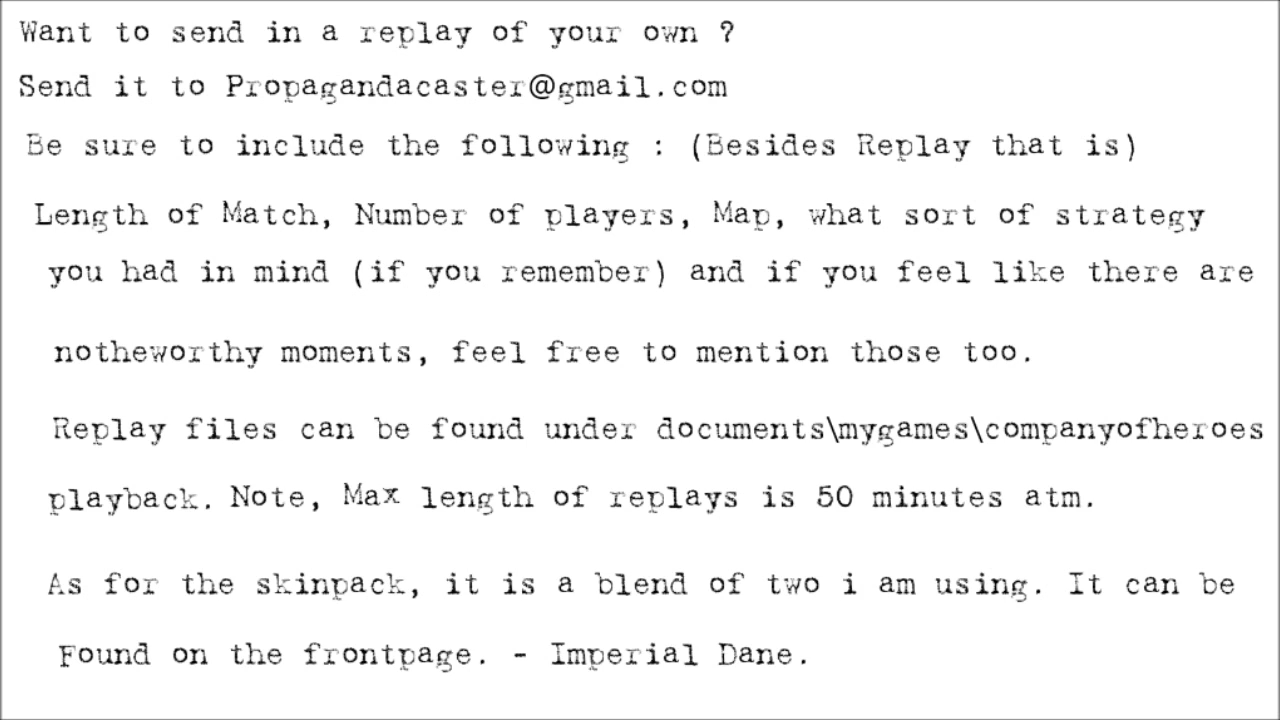 Want to send in a replay of your own ?
Send it to Propagandacaster@gmail.com
Be sure to include the following : (Besides Replay that is)
Length of Match, Number of players, Map, what sort of strategy
you had in mind (if you remember) and if you feel like there are
notheworthy moments, feel free to mention those too.
Replay files can be found under documents\mygames\companyofheroes
playback. Note, Max length of replays is 50 minutes atm.
As for the skinpack, it is a blend of two i am using. It can be
Found on the frontpage. - Imperial Dane.